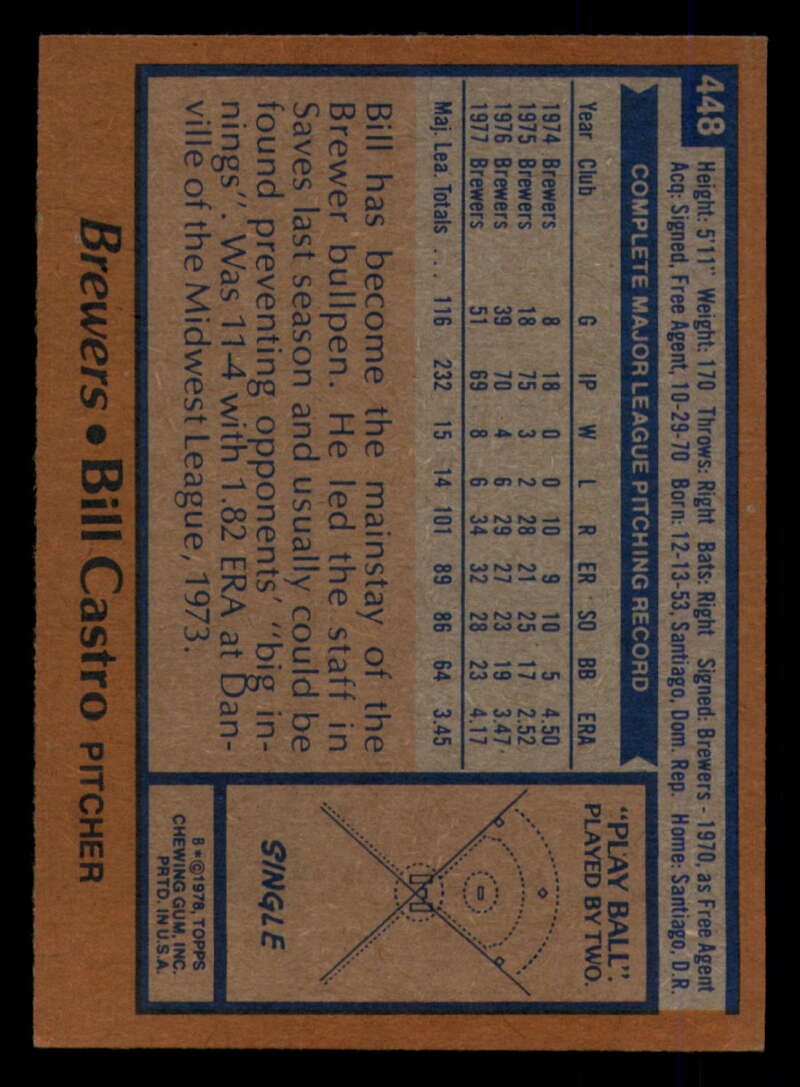 448
Height: 5'11" Weight: 170 Throws: Right Bats: Right Signed: Brewers - 1970, as Free Agent
Acq: Signed, Free Agent, 10-29-70 Born: 12-13-53, Santiago, Dom. Rep. Home: Santiago, D.R.
COMPLETE MAJOR LEAGUE PITCHING RECORD
Year Club G IP W L R ER SO BB ERA
1974 Brewers 8 18 0 0 10 9 10 5 4.50
1975 Brewers 18 75 3 2 28 21 25 17 2.52
1976 Brewers 39 70 4 6 29 27 23 19 3.47
1977 Brewers 51 69 8 6 34 32 28 23 4.17
Maj. Lea. Totals ... 116 232 15 14 101 89 86 64 3.45
Bill has become the mainstay of the
Brewer bullpen. He led the staff in
Saves last season and usually could be
found preventing opponents' "big in-
nings". Was 11-4 with 1.82 ERA at Dan-
ville of the Midwest League, 1973.
"PLAY BALL".
PLAYED BY TWO.
SINGLE
8*©1978, TOPPS
CHEWING GUM, INC.
PRTD. IN U.S.A.
Brewers • Bill Castro PITCHER